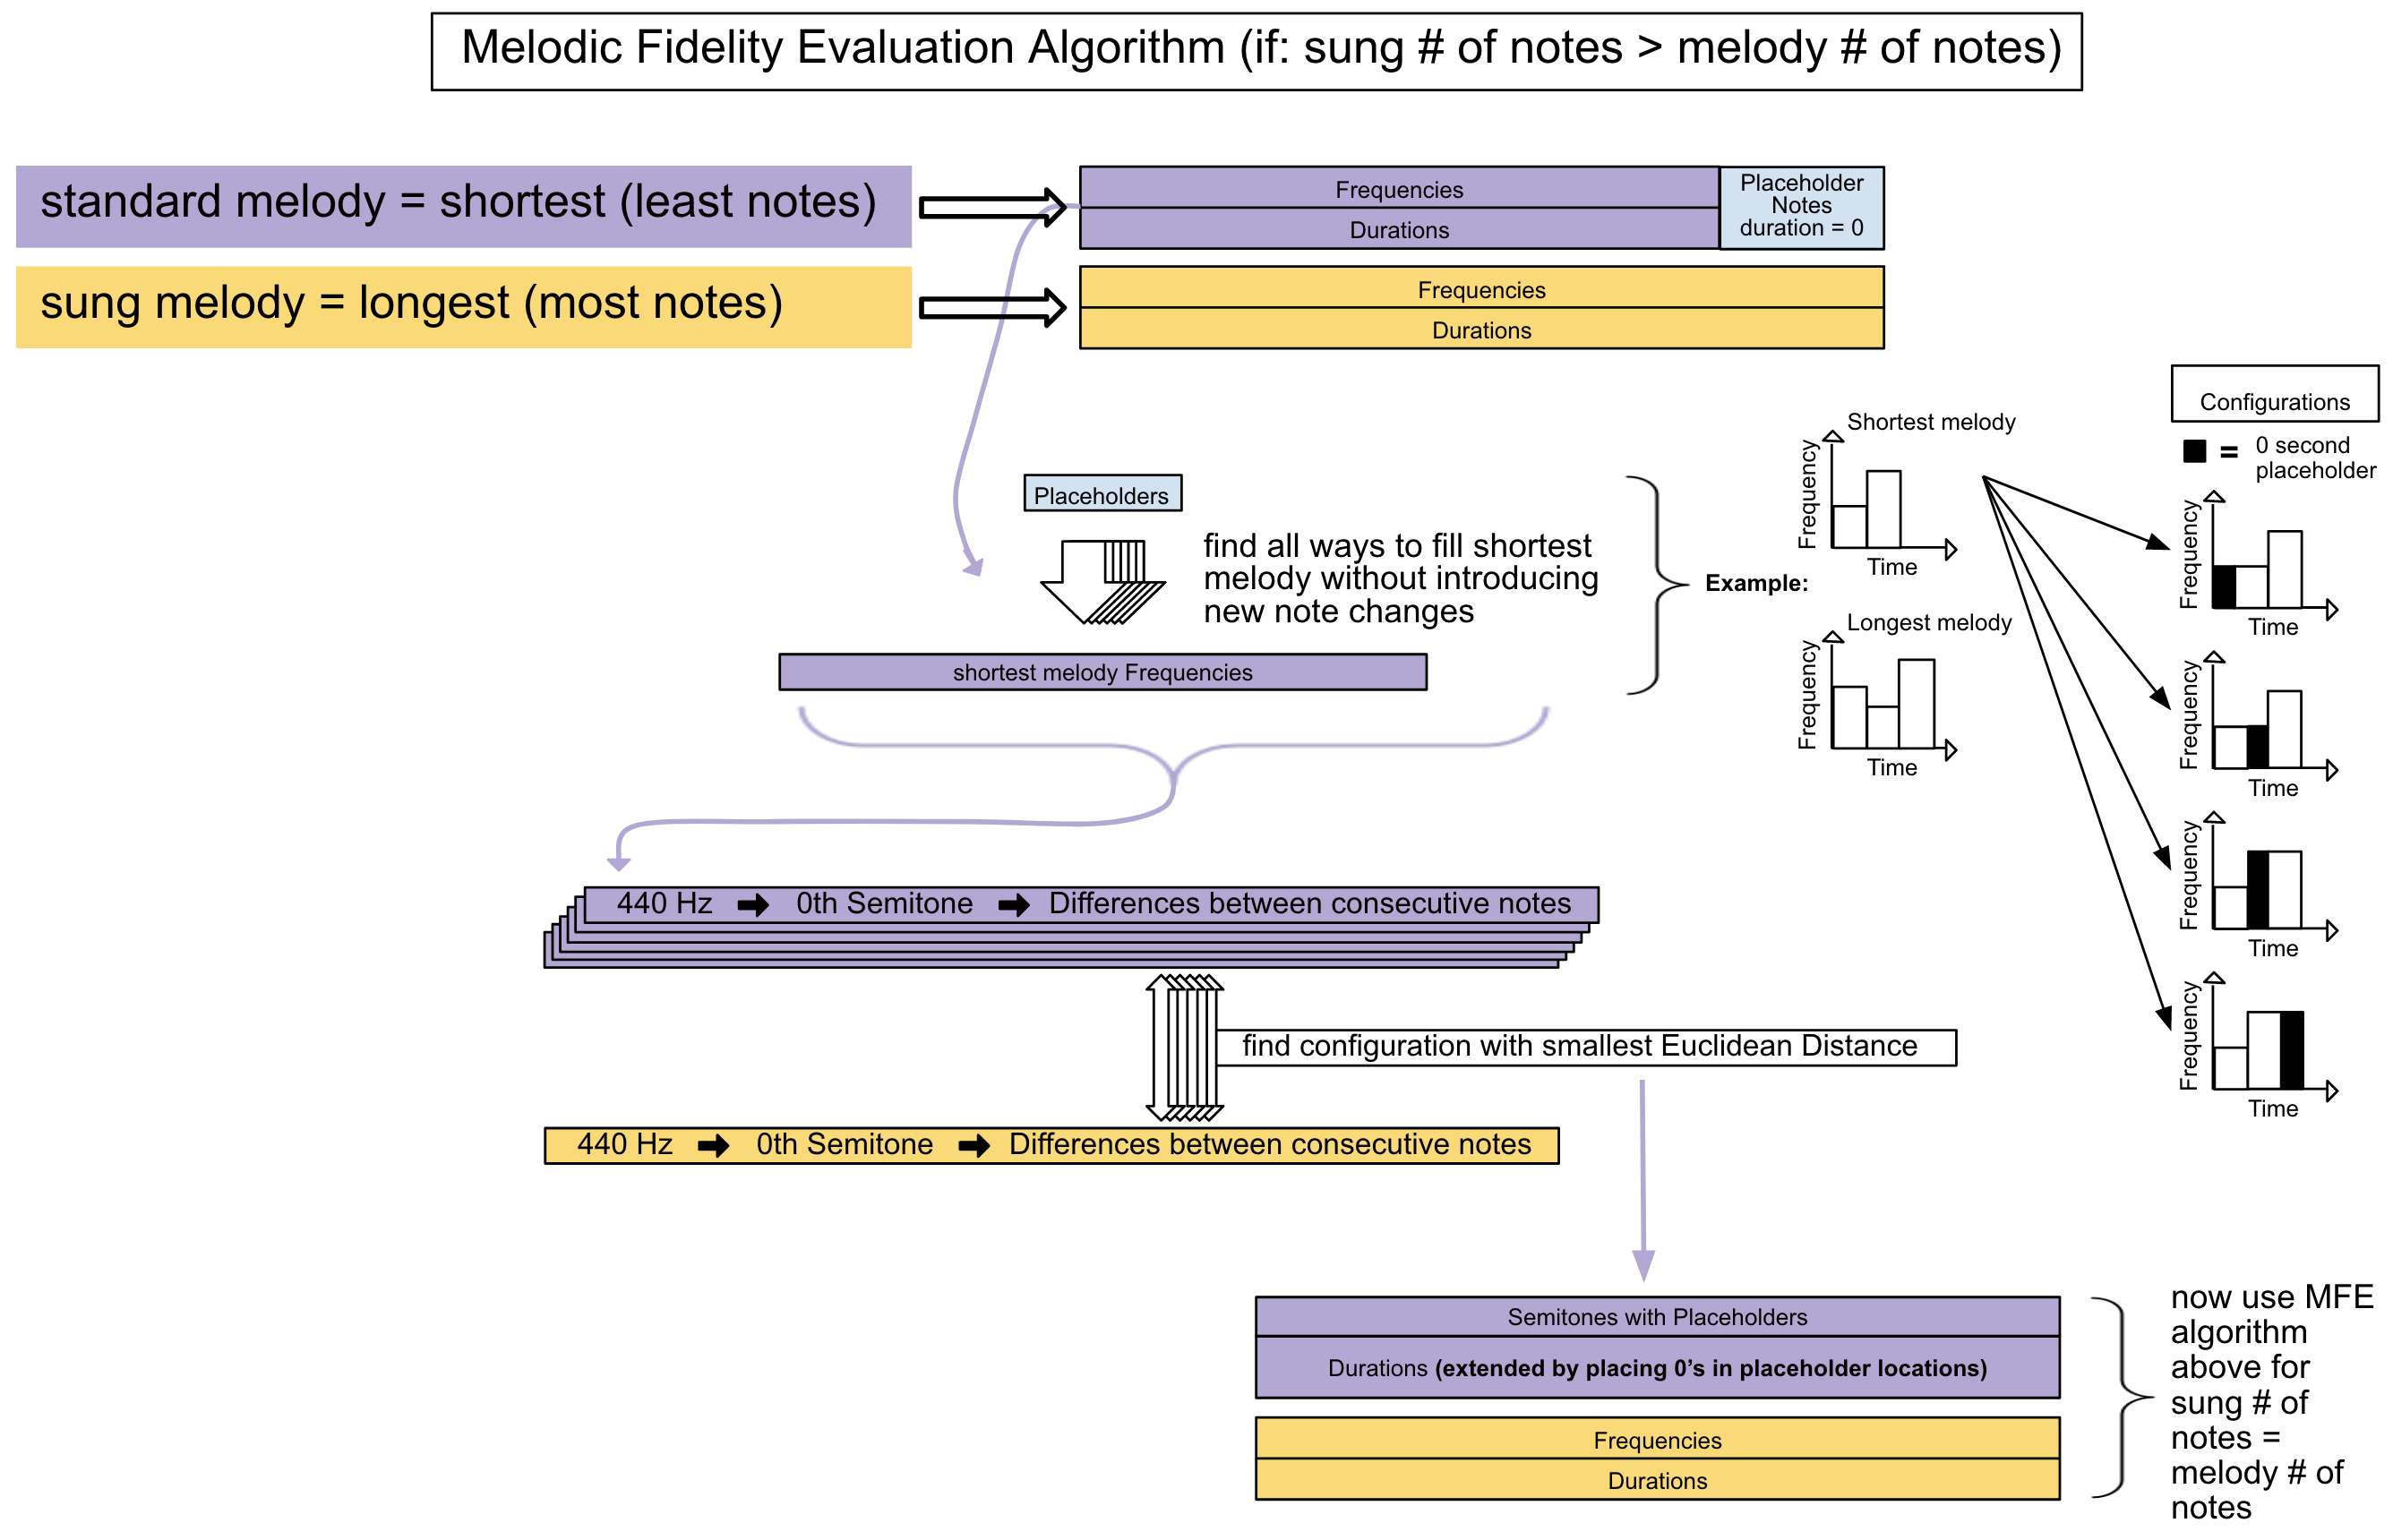 Melodic Fidelity Evaluation Algorithm (if: sung # of notes > melody # of notes)
standard melody = shortest (least notes)
Frequencies
Durations
Placeholder
Notes
duration = 0
sung melody = longest (most notes)
Frequencies
Durations
Placeholders
find all ways to fill shortest
melody without introducing
new note changes
shortest melody Frequencies
Example:
Shortest melody
Frequency
Time
Longest melody
Frequency
Time
Configurations
= 0 second
placeholder
Frequency
Time
Frequency
Time
Frequency
Time
Frequency
Time
440 Hz 0th Semitone Differences between consecutive notes
find configuration with smallest Euclidean Distance
440 Hz 0th Semitone Differences between consecutive notes
Semitones with Placeholders
Durations (extended by placing 0's in placeholder locations)
Frequencies
Durations
now use MFE
algorithm
above for
sung # of
notes =
melody # of
notes